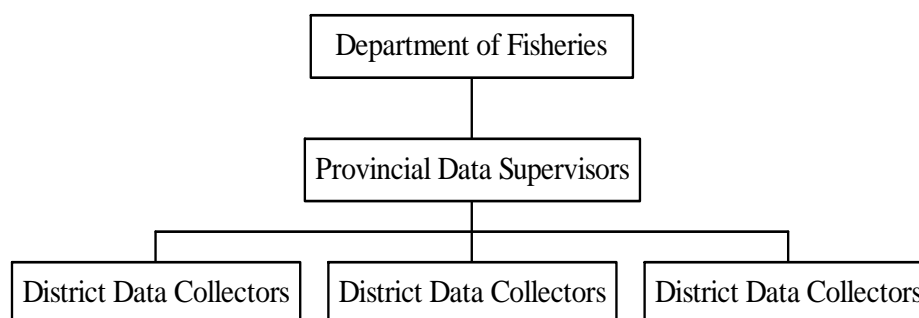 Department of Fisheries
Provincial Data Supervisors
District Data Collectors
District Data Collectors
District Data Collectors